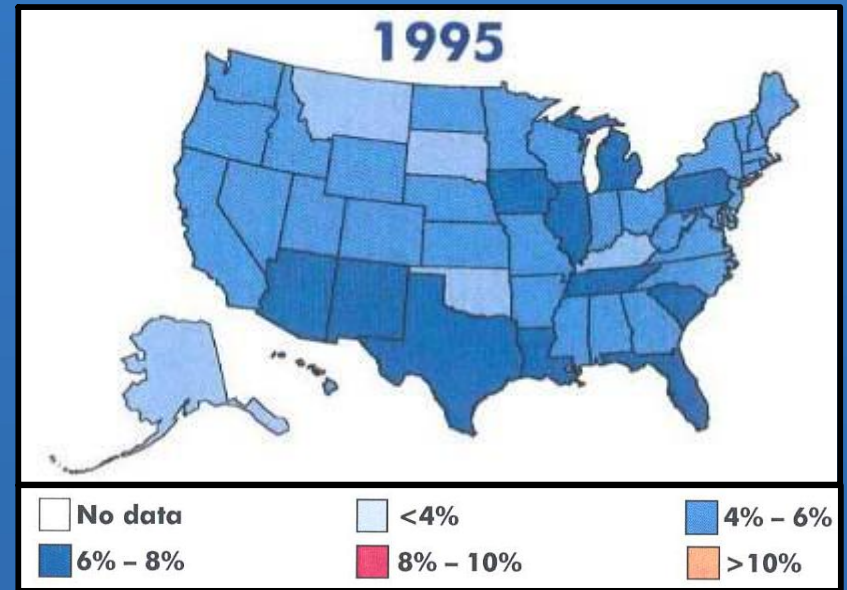 1995
No data <4% 4% – 6%
6% – 8% 8% – 10% >10%